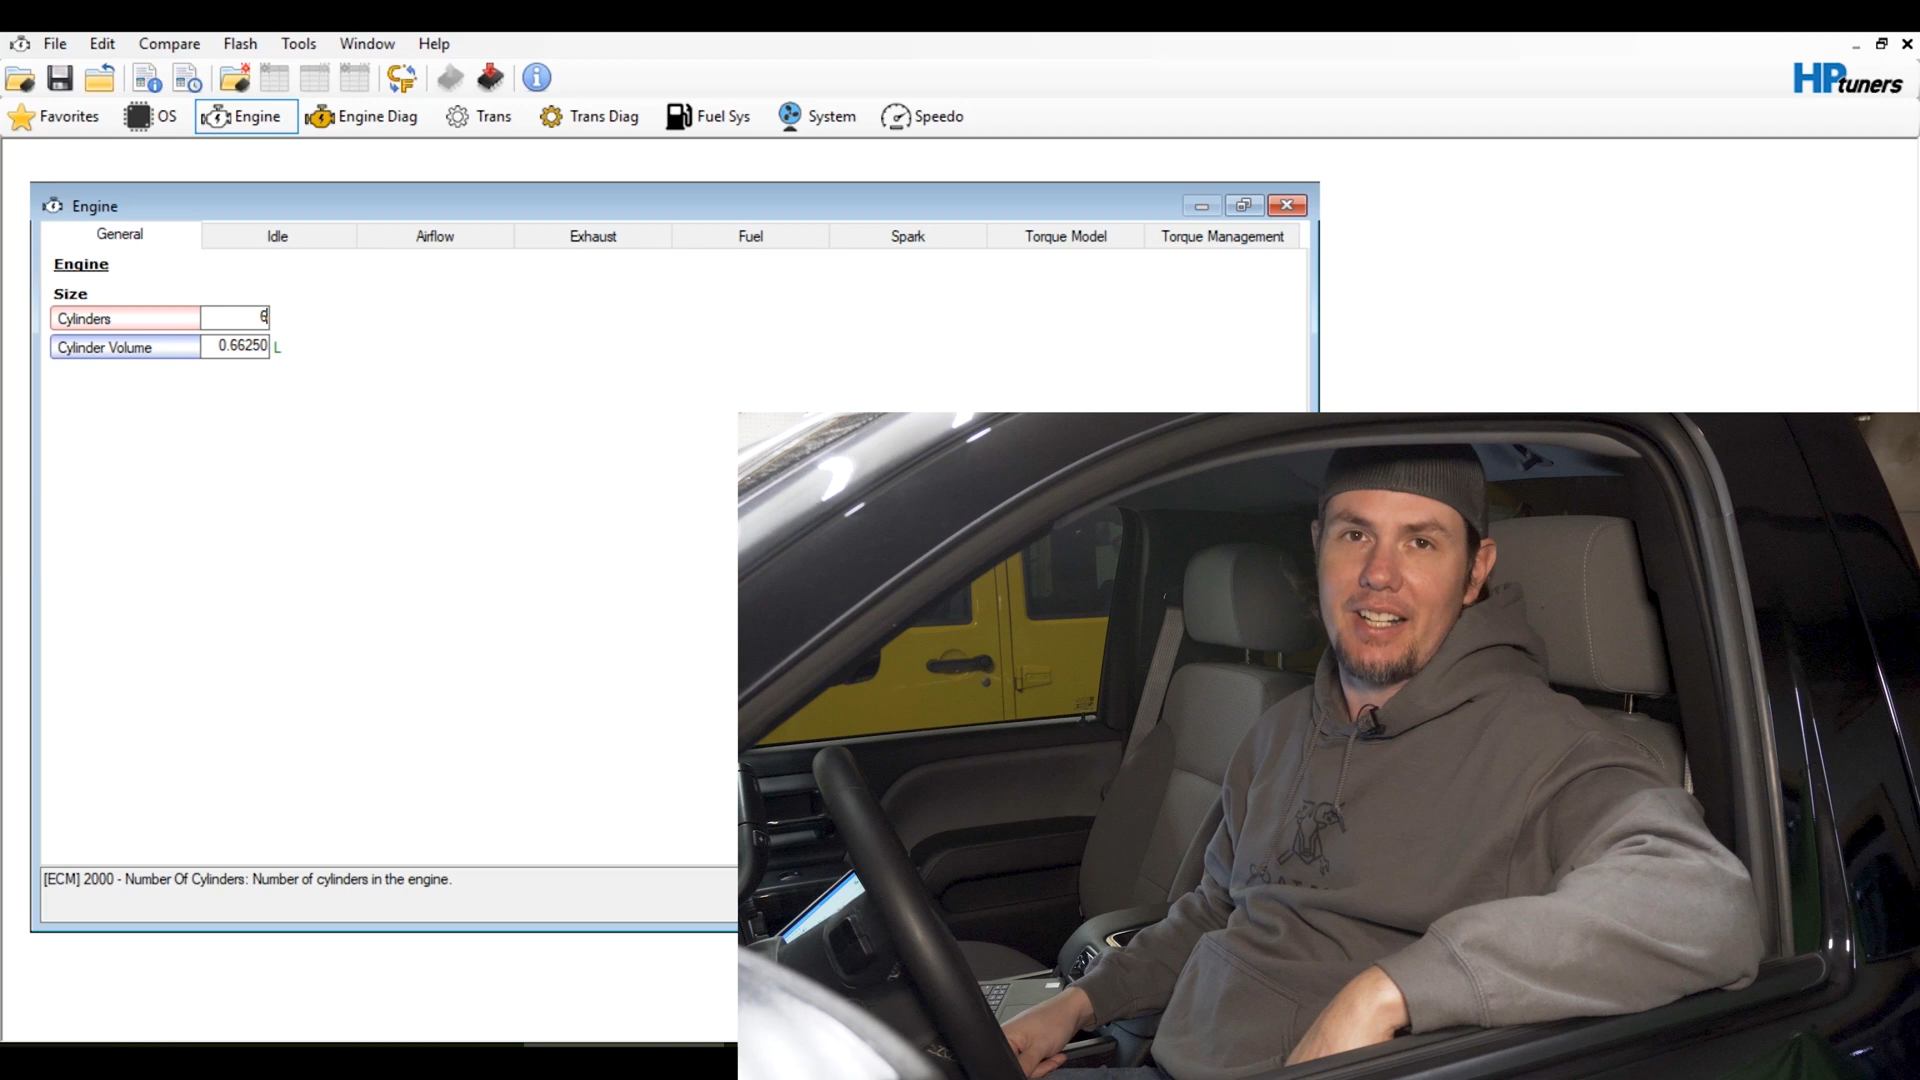 File Edit Compare Flash Tools Window Help
HPtuners
Favorites OS Engine Engine Diag Trans Trans Diag Fuel Sys System Speedo
Engine
General Idle Airflow Exhaust Fuel Spark Torque Model Torque Management
Engine
Size
Cylinders 6
Cylinder Volume 0.66250 L
[ECM] 2000 - Number Of Cylinders: Number of cylinders in the engine.